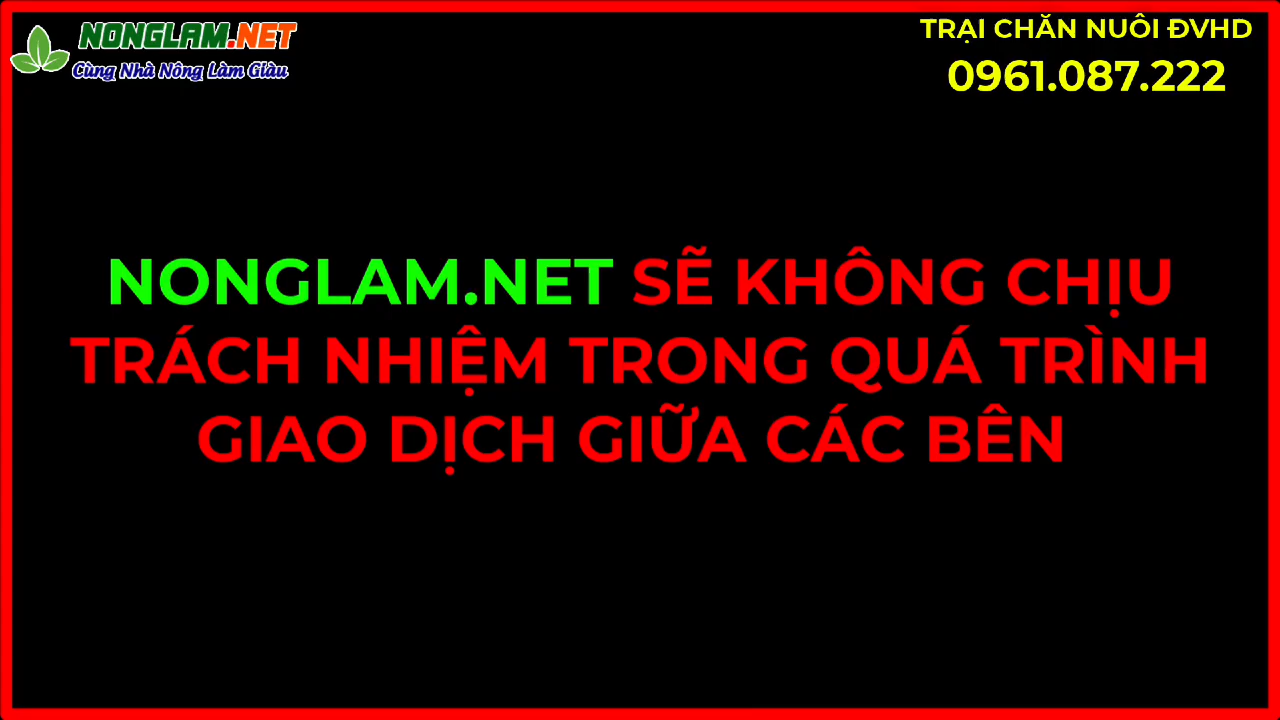 NONGLAM.NET
Cùng Nhà Nông Làm Giàu
TRẠI CHĂN NUÔI ĐVHD
0961.087.222
NONGLAM.NET SẼ KHÔNG CHỊU
TRÁCH NHIỆM TRONG QUÁ TRÌNH
GIAO DỊCH GIỮA CÁC BÊN